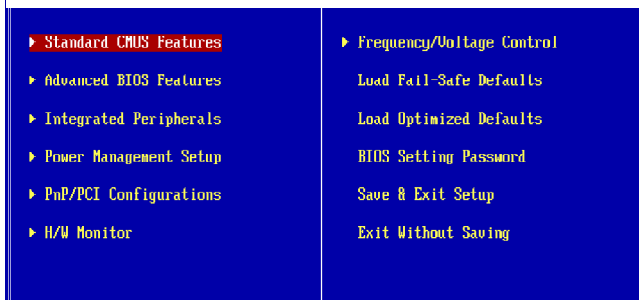 Standard CMOS Features
Advanced BIOS Features
Integrated Peripherals
Power Management Setup
PnP/PCI Configurations
H/W Monitor
Frequency/Voltage Control
Load Fail-Safe Defaults
Load Optimized Defaults
BIOS Setting Password
Save & Exit Setup
Exit Without Saving